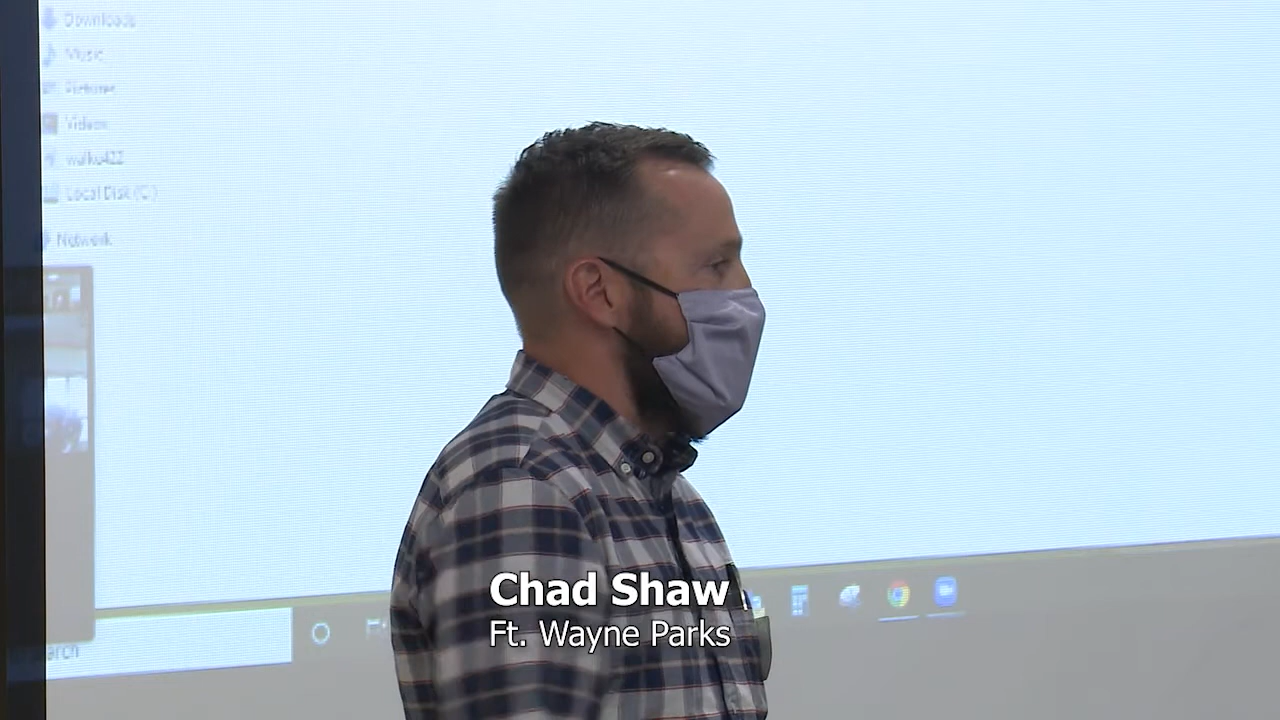 Downloads
Music
Pictures
Videos
Local Disk (C:)
Network
Chad Shaw
Ft. Wayne Parks